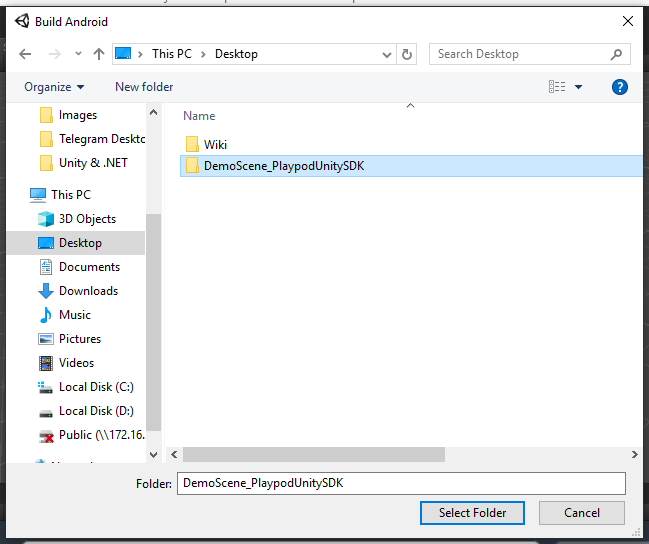 Build Android
This PC > Desktop
Search Desktop
Organize
New folder
Images
Telegram Deskto
Unity & .NET
This PC
3D Objects
Desktop
Documents
Downloads
Music
Pictures
Videos
Local Disk (C:)
Local Disk (D:)
Public (\\172.16.
Name
Wiki
DemoScene_PlaypodUnitySDK
Folder: DemoScene_PlaypodUnitySDK
Select Folder
Cancel